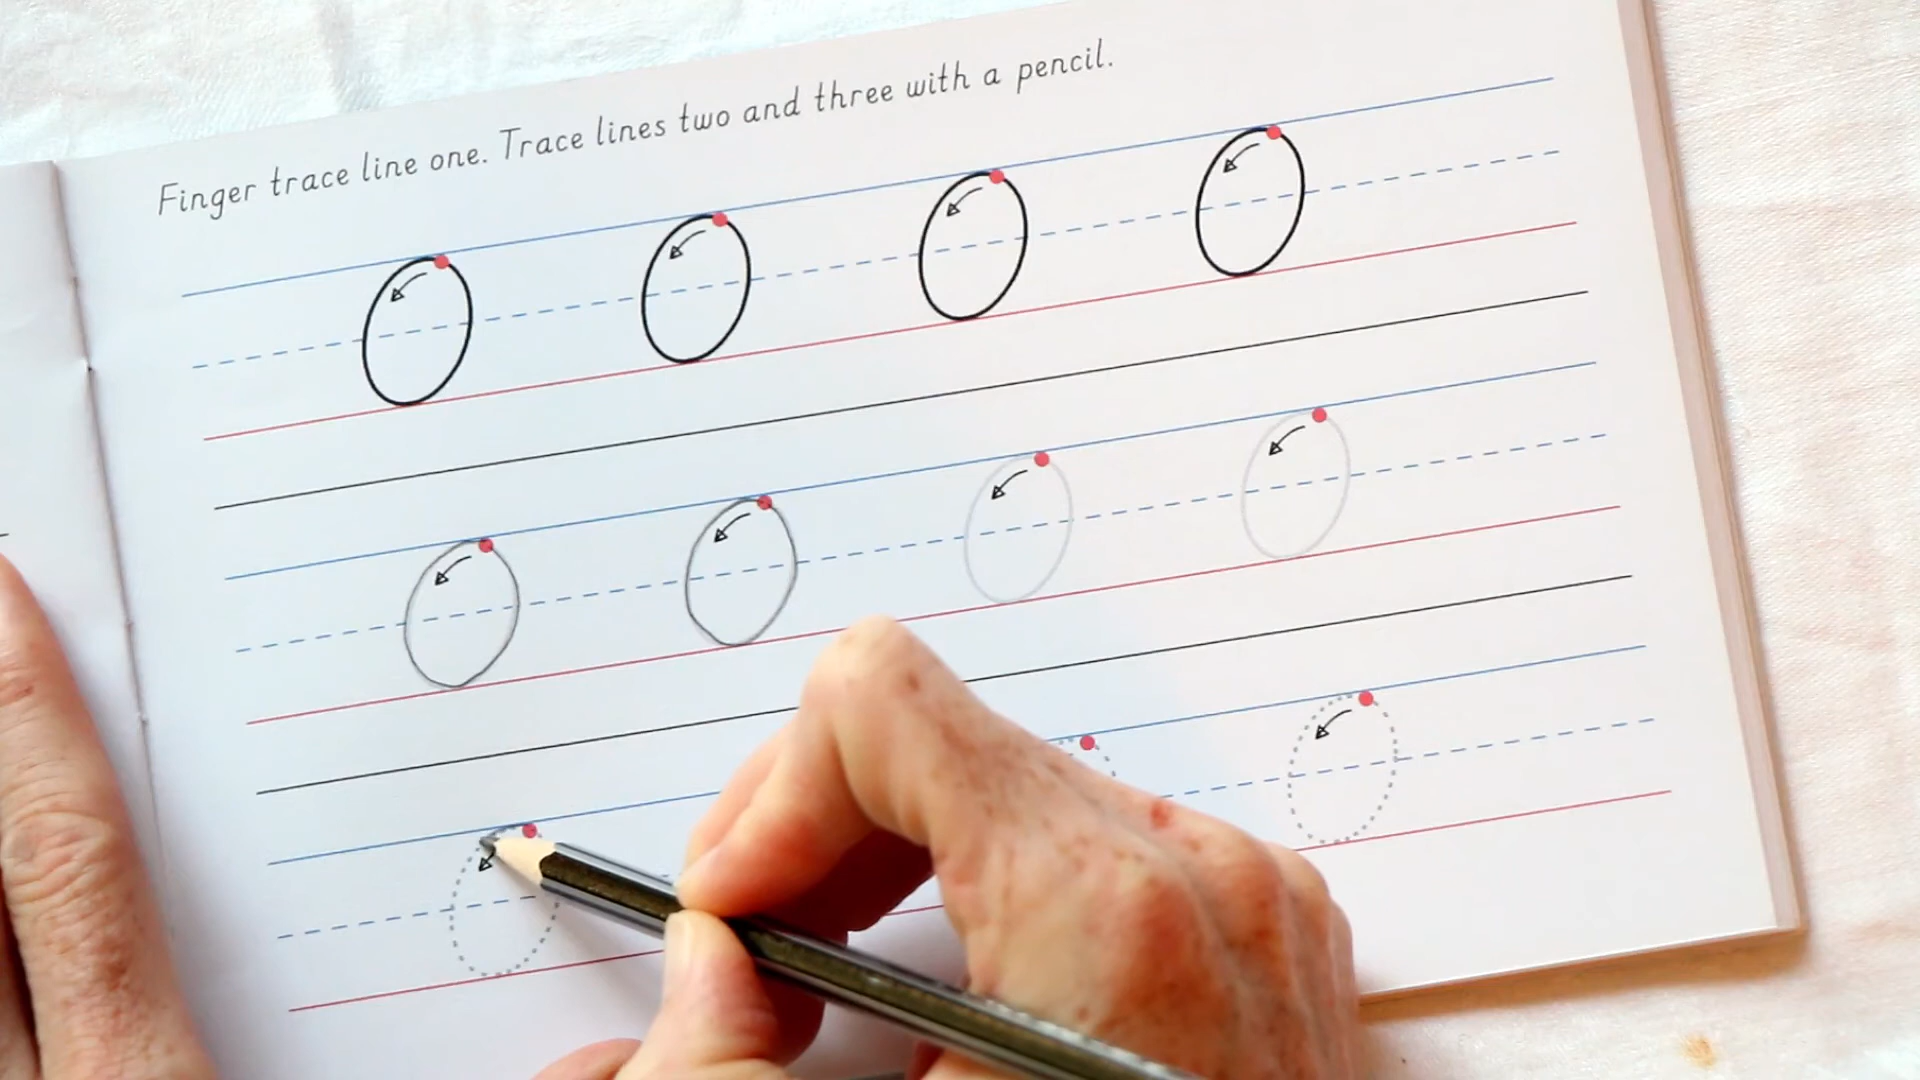 Finger trace line one. Trace lines two and three with a pencil.
O O O O
O O O O
O O O